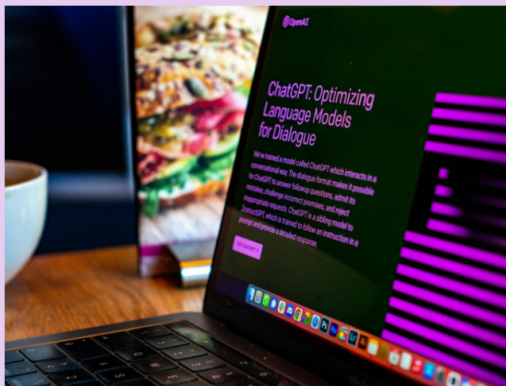 OpenAI
ChatGPT: Optimizing
Language Models
for Dialogue
We've trained a model called ChatGPT which interacts in a
conversational way. The dialogue format makes it possible
for ChatGPT to answer followup questions, admit its
mistakes, challenge incorrect premises, and reject
inappropriate requests. ChatGPT is a sibling model to
InstructGPT, which is trained to follow an instruction in a
prompt and provide a detailed response.